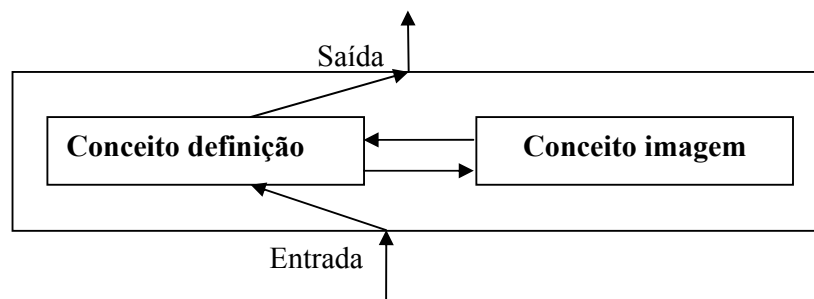 Saída
Conceito definição
Conceito imagem
Entrada